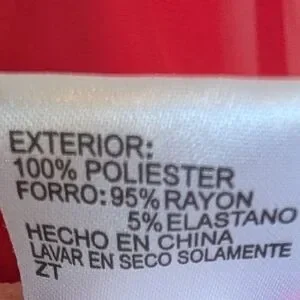 EXTERIOR:
100% POLIESTER
FORRO: 95% RAYON
5% ELASTANO
HECHO EN CHINA
LAVAR EN SECO SOLAMENTE
ZT